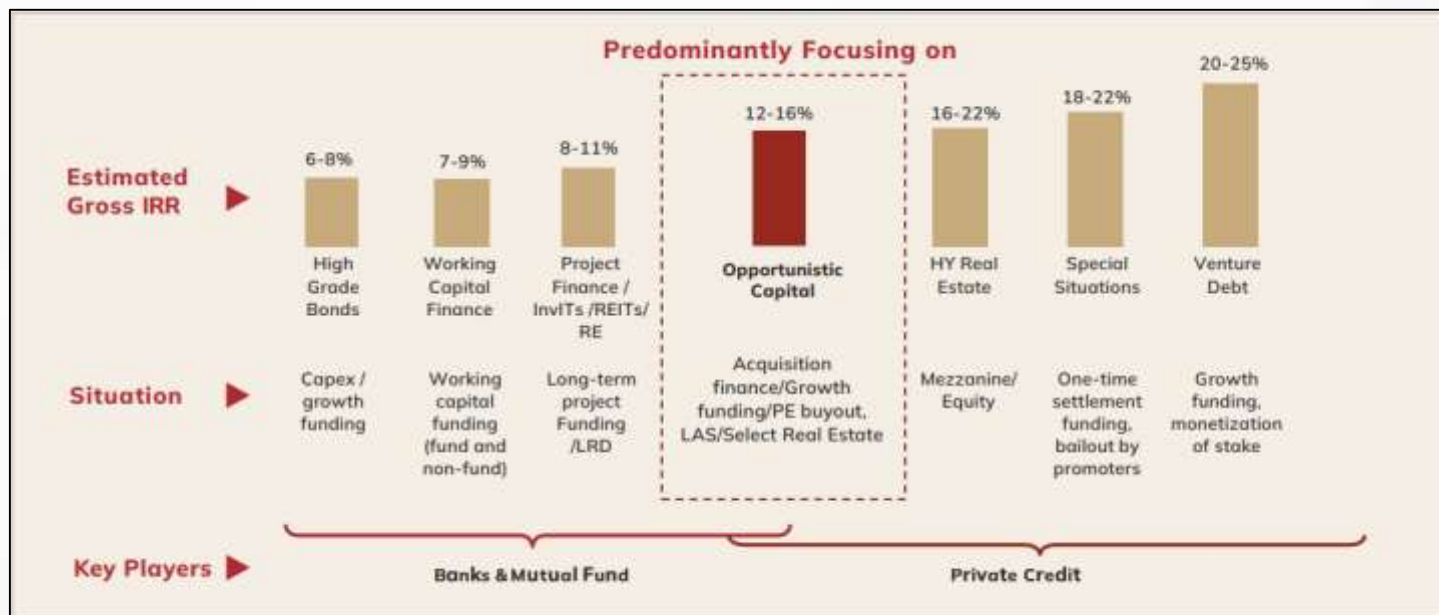 Predominantly Focusing on
Estimated
Gross IRR
6-8%
7-9%
8-11%
12-16%
16-22%
18-22%
20-25%
High
Grade
Bonds
Working
Capital
Finance
Project
Finance /
InvITs /REITs/
RE
Opportunistic
Capital
HY Real
Estate
Special
Situations
Venture
Debt
Situation
Capex /
growth
funding
Working
capital
funding
(fund and
non-fund)
Long-term
project
Funding
/LRD
Acquisition
finance/Growth
funding/PE buyout,
LAS/Select Real Estate
Mezzanine/
Equity
One-time
settlement
funding,
bailout by
promoters
Growth
funding,
monetization
of stake
Key Players
Banks & Mutual Fund
Private Credit